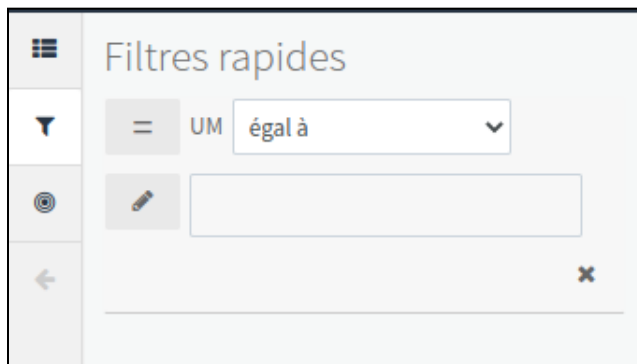 Filtres rapides
= UM égal à